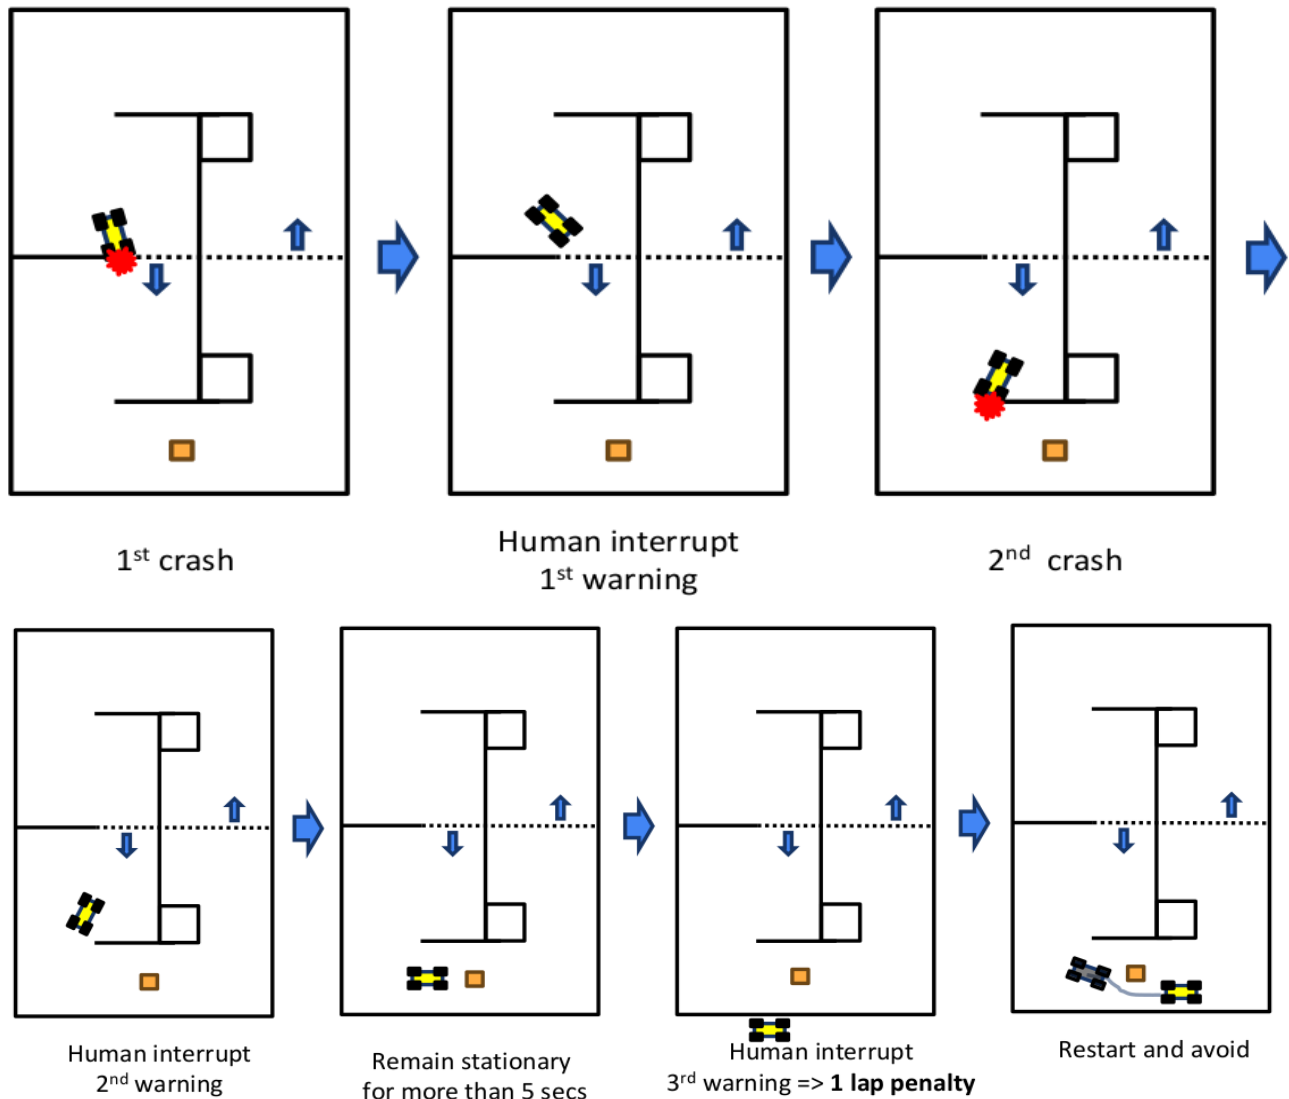 1st crash
Human interrupt
1st warning
2nd crash
Human interrupt
2nd warning
Remain stationary
for more than 5 secs
Human interrupt
3rd warning => 1 lap penalty
Restart and avoid